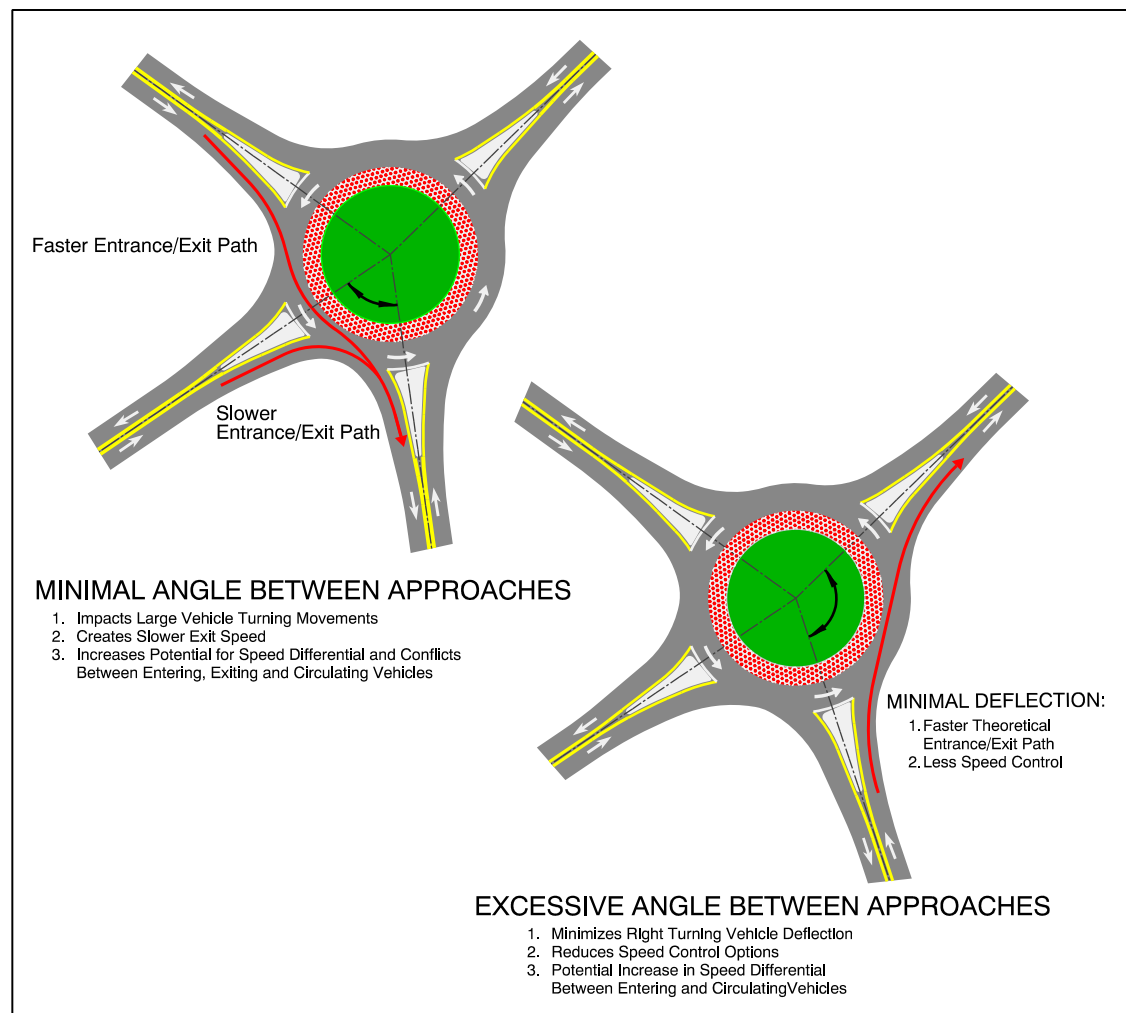 Faster Entrance/Exit Path
Slower
Entrance/Exit Path
MINIMAL ANGLE BETWEEN APPROACHES
1. Impacts Large Vehicle Turning Movements
2. Creates Slower Exit Speed
3. Increases Potential for Speed Differential and Conflicts
Between Entering, Exiting and Circulating Vehicles
MINIMAL DEFLECTION:
1. Faster Theoretical
Entrance/Exit Path
2. Less Speed Control
EXCESSIVE ANGLE BETWEEN APPROACHES
1. Minimizes Right Turning Vehicle Deflection
2. Reduces Speed Control Options
3. Potential Increase in Speed Differential
Between Entering and CirculatingVehicles